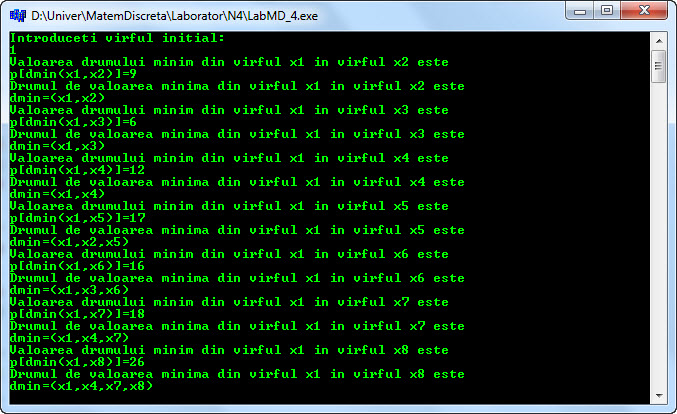 D:\Univer\MatemDiscreta\Laborator\N4\LabMD_4.exe
Introduceti virful initial:
1
Valoarea drumului minim din virful x1 in virful x2 este
p[dmin(x1,x2)]=9
Drumul de valoarea minima din virful x1 in virful x2 este
dmin=(x1,x2)
Valoarea drumului minim din virful x1 in virful x3 este
p[dmin(x1,x3)]=6
Drumul de valoarea minima din virful x1 in virful x3 este
dmin=(x1,x3)
Valoarea drumului minim din virful x1 in virful x4 este
p[dmin(x1,x4)]=12
Drumul de valoarea minima din virful x1 in virful x4 este
dmin=(x1,x4)
Valoarea drumului minim din virful x1 in virful x5 este
p[dmin(x1,x5)]=17
Drumul de valoarea minima din virful x1 in virful x5 este
dmin=(x1,x2,x5)
Valoarea drumului minim din virful x1 in virful x6 este
p[dmin(x1,x6)]=16
Drumul de valoarea minima din virful x1 in virful x6 este
dmin=(x1,x3,x6)
Valoarea drumului minim din virful x1 in virful x7 este
p[dmin(x1,x7)]=18
Drumul de valoarea minima din virful x1 in virful x7 este
dmin=(x1,x4,x7)
Valoarea drumului minim din virful x1 in virful x8 este
p[dmin(x1,x8)]=26
Drumul de valoarea minima din virful x1 in virful x8 este
dmin=(x1,x4,x7,x8)